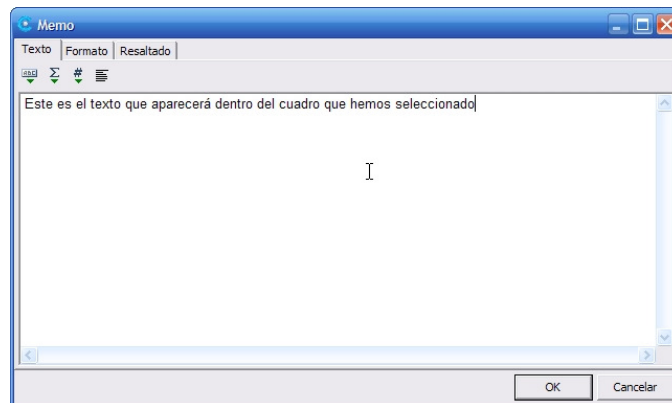 Memo
Texto Formato Resaltado
Este es el texto que aparecerá dentro del cuadro que hemos seleccionado
OK Cancelar